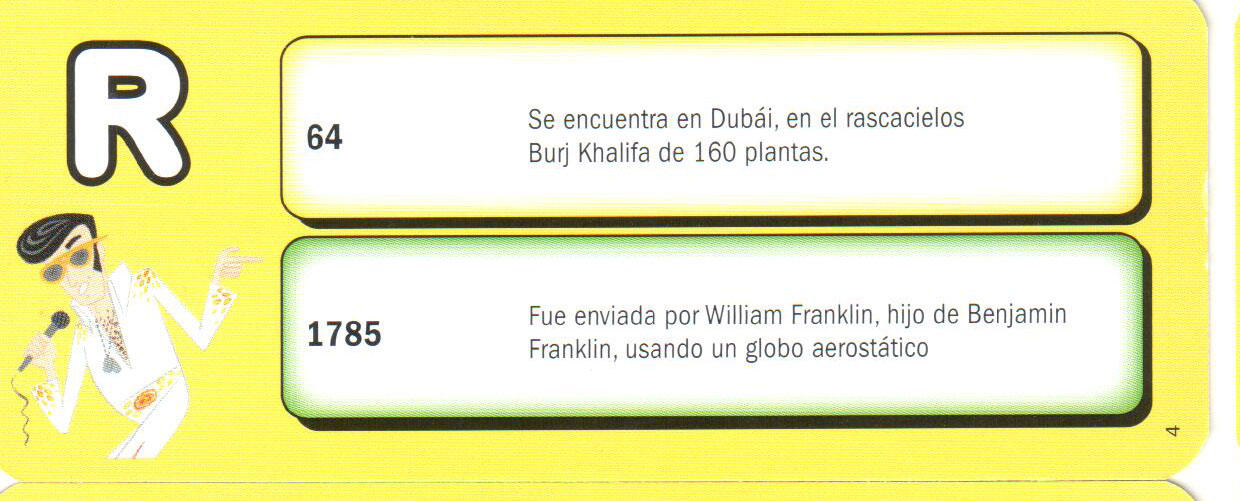 R
64
Se encuentra en Dubái, en el rascacielos
Burj Khalifa de 160 plantas.
1785
Fue enviada por William Franklin, hijo de Benjamin
Franklin, usando un globo aerostático
4